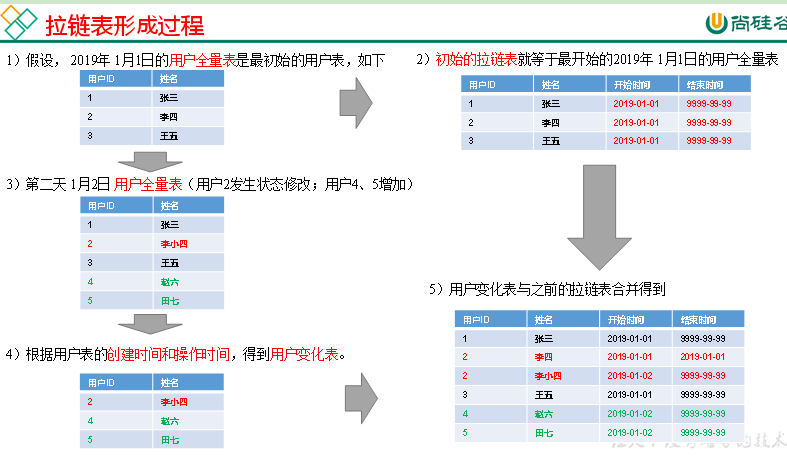 拉链表形成过程
尚硅谷
1）假设， 2019年 1月1日的用户全量表是最初始的用户表，如下
用户ID 姓名
1 张三
2 李四
3 王五
2）初始的拉链表就等于最开始的2019年 1月1日的用户全量表
用户ID 姓名 开始时间 结束时间
1 张三 2019-01-01 9999-99-99
2 李四 2019-01-01 9999-99-99
3 王五 2019-01-01 9999-99-99
3）第二天 1月2日 用户全量表（用户2发生状态修改；用户4、5增加）
用户ID 姓名
1 张三
2 李小四
3 王五
4 赵六
5 田七
4）根据用户表的创建时间和操作时间，得到用户变化表。
用户ID 姓名
2 李小四
4 赵六
5 田七
5）用户变化表与之前的拉链表合并得到
用户ID 姓名 开始时间 结束时间
1 张三 2019-01-01 9999-99-99
2 李四 2019-01-01 2019-01-01
2 李小四 2019-01-02 9999-99-99
3 王五 2019-01-01 9999-99-99
4 赵六 2019-01-02 9999-99-99
5 田七 2019-01-02 9999-99-99
的技术